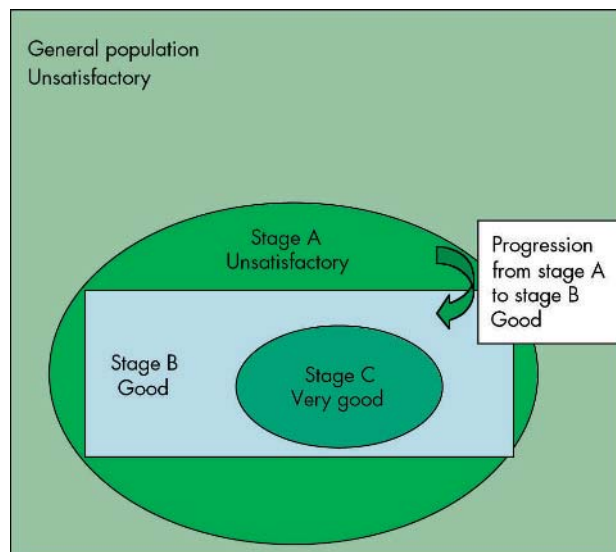 General population
Unsatisfactory
Stage A
Unsatisfactory
Progression
from stage A
to stage B
Good
Stage B
Good
Stage C
Very good